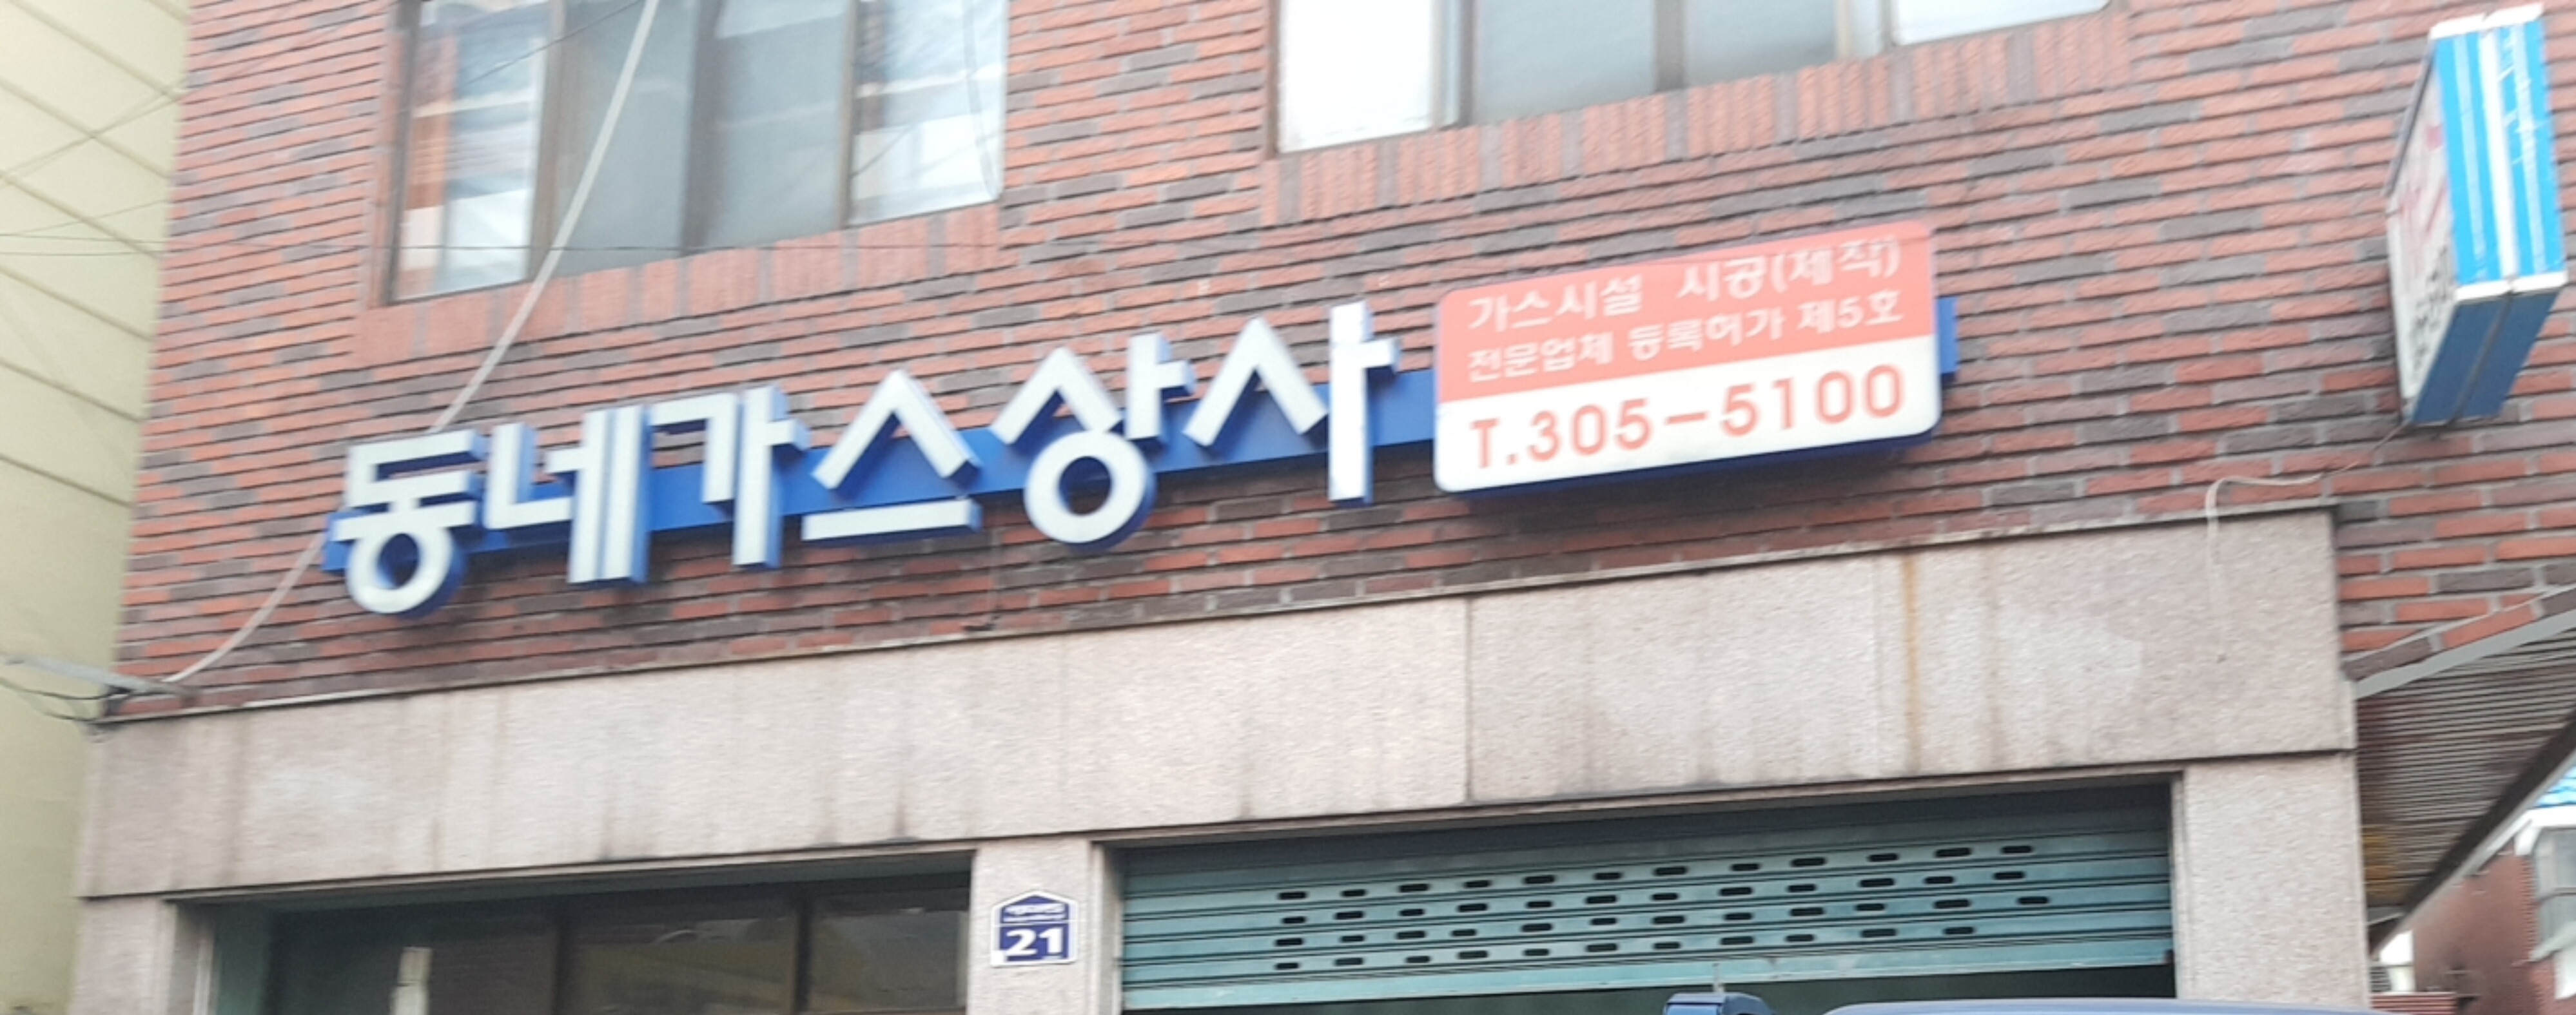 동네가스상사
가스시설 시공(제작)
전문업체 등록허가 제5호
T.305-5100
21